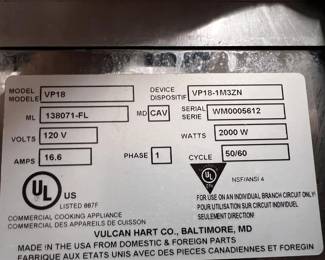 MODEL
MODELE VP18
DEVICE
DISPOSITIF VP18-1M3ZN
ML 138071-FL MD CAV
SERIAL
SERIE WM0005612
VOLTS 120 V
WATTS 2000 W
AMPS 16.6 PHASE 1 CYCLE 50/60
UL US
LISTED 867F
COMMERCIAL COOKING APPLIANCE
COMMERCIAL APPAREILS DE CUISSON
UL
NSF/ANSI 4
FOR USE ON AN INDIVIDUAL BRANCH CIRCUIT ONLY
POUR UTILISATION SUR CIRCUIT INDIVIDUEL
SEULEMENT DIRECTION!
VULCAN HART CO., BALTIMORE, MD
MADE IN THE USA FROM DOMESTIC & FOREIGN PARTS
FABRIQUE AUX ETATS UNIS AVEC DES PIECES CANADIENNES ET FOREIGN